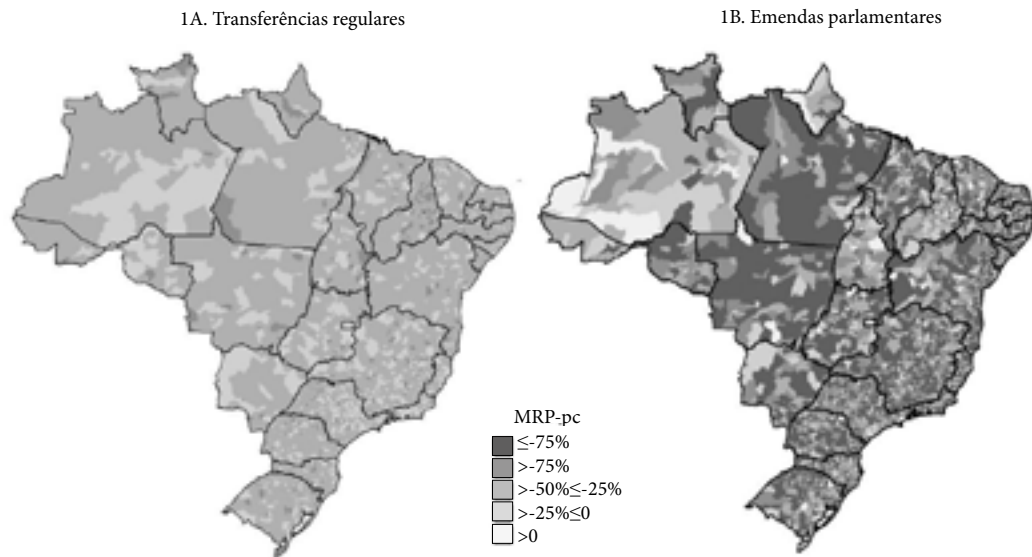 1A. Transferências regulares
1B. Emendas parlamentares
MRP-pc
≤-75%
>-75%
>-50%≤-25%
>-25%≤0
>0